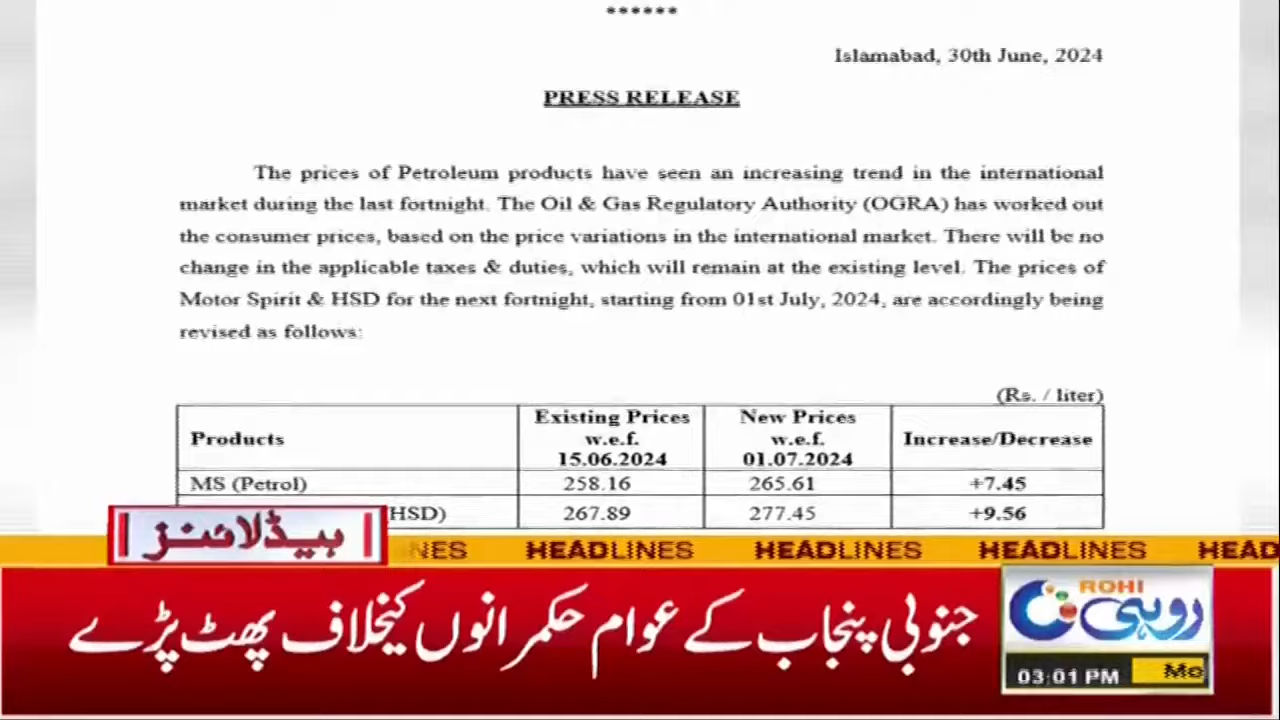 ******
Islamabad, 30th June, 2024
PRESS RELEASE
The prices of Petroleum products have seen an increasing trend in the international
market during the last fortnight. The Oil & Gas Regulatory Authority (OGRA) has worked out
the consumer prices, based on the price variations in the international market. There will be no
change in the applicable taxes & duties, which will remain at the existing level. The prices of
Motor Spirit & HSD for the next fortnight, starting from 01st July, 2024, are accordingly being
revised as follows:
(Rs. / liter)
Products Existing Prices w.e.f. 15.06.2024 New Prices w.e.f. 01.07.2024 Increase/Decrease
MS (Petrol) 258.16 265.61 +7.45
HSD) 267.89 277.45 +9.56
ہیڈلائنز
NES HEADLINES HEADLINES HEADLINES HEAD
جنوبی پنجاب کے عوام حکمرانوں کیخلاف پھٹ پڑے
ROHI
روہی
03:01 PM Mo